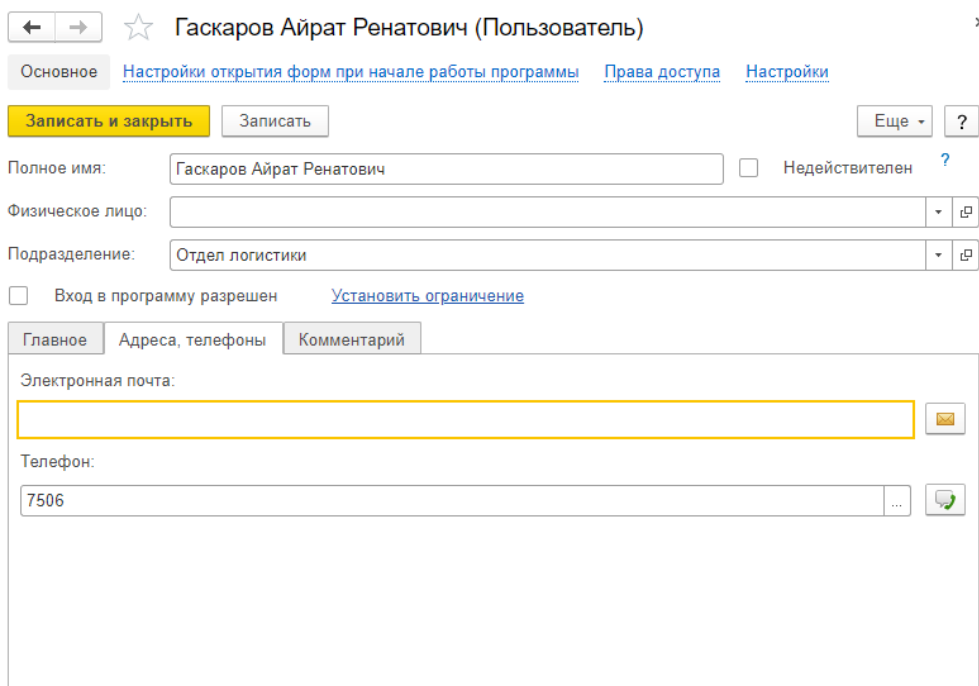 Гаскаров Айрат Ренатович (Пользователь)
Основное Настройки открытия форм при начале работы программы Права доступа Настройки
Записать и закрыть Записать Еще ?
Полное имя: Гаскаров Айрат Ренатович Недействителен ?
Физическое лицо:
Подразделение: Отдел логистики
Вход в программу разрешен Установить ограничение
Главное Адреса, телефоны Комментарий
Электронная почта:
Телефон:
7506 ...